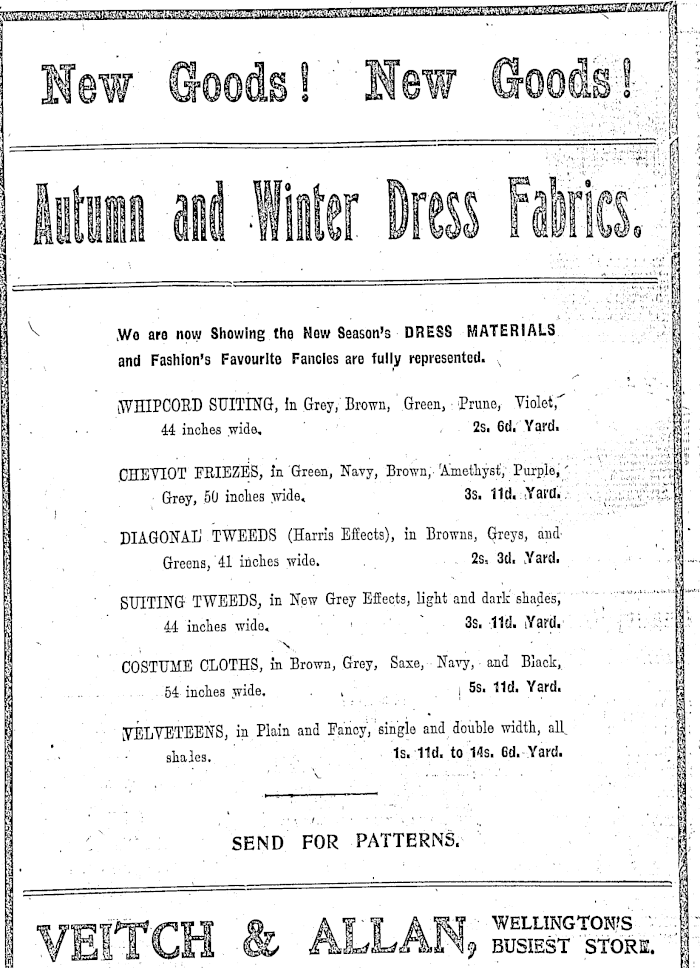 New Goods! New Goods!
Autumn and Winter Dress Fabrics.
We are now Showing the New Season's DRESS MATERIALS
and Fashion's Favourite Fancies are fully represented.
WHIPCORD SUITING, in Grey, Brown, Green, Prune, Violet,
44 inches wide. 2s. 6d. Yard.
CHEVIOT FRIEZES, in Green, Navy, Brown, Amethyst, Purple,
Grey, 50 inches wide. 3s. 11d. Yard.
DIAGONAL TWEEDS (Harris Effects), in Browns, Greys, and
Greens, 41 inches wide. 2s. 3d. Yard.
SUITING TWEEDS, in New Grey Effects, light and dark shades,
44 inches wide. 3s. 11d. Yard.
COSTUME CLOTHS, in Brown, Grey, Saxe, Navy, and Black,
54 inches wide. 5s. 11d. Yard.
VELVETEENS, in Plain and Fancy, single and double width, all
shades. 1s. 11d. to 14s. 6d. Yard.
SEND FOR PATTERNS.
VEITCH & ALLAN, WELLINGTON'S
BUSIEST STORE.